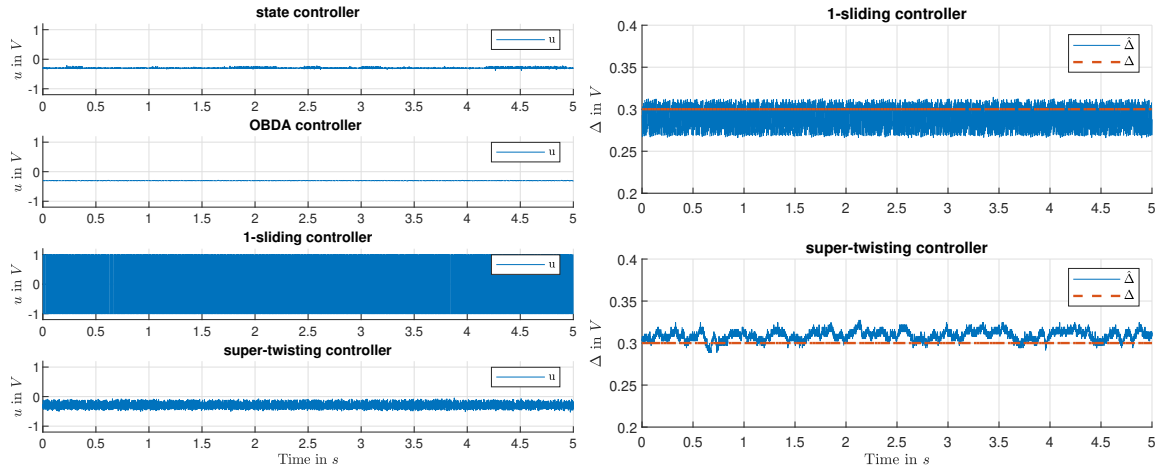 state controller
u in V
1
0
-1
u
0 0.5 1 1.5 2 2.5 3 3.5 4 4.5 5
OBDA controller
u in V
1
0
-1
u
0 0.5 1 1.5 2 2.5 3 3.5 4 4.5 5
1-sliding controller
u in V
1
0
-1
u
0 0.5 1 1.5 2 2.5 3 3.5 4 4.5 5
super-twisting controller
u in V
1
0
-1
u
0 0.5 1 1.5 2 2.5 3 3.5 4 4.5 5
Time in s
1-sliding controller
Δ in V
0.4
0.35
0.3
0.25
0.2
Δ̂
Δ
0 0.5 1 1.5 2 2.5 3 3.5 4 4.5 5
super-twisting controller
Δ in V
0.4
0.35
0.3
0.25
0.2
Δ̂
Δ
0 0.5 1 1.5 2 2.5 3 3.5 4 4.5 5
Time in s